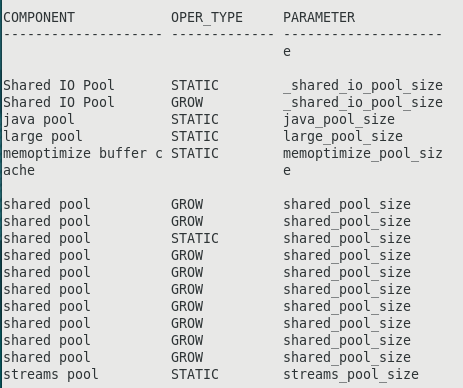 COMPONENT OPER_TYPE PARAMETER
-------------------- ------------- --------------------
e
Shared IO Pool STATIC _shared_io_pool_size
Shared IO Pool GROW _shared_io_pool_size
java pool STATIC java_pool_size
large pool STATIC large_pool_size
memoptimize buffer c STATIC memoptimize_pool_siz
ache e
shared pool GROW shared_pool_size
shared pool GROW shared_pool_size
shared pool STATIC shared_pool_size
shared pool GROW shared_pool_size
shared pool GROW shared_pool_size
shared pool GROW shared_pool_size
shared pool GROW shared_pool_size
shared pool GROW shared_pool_size
shared pool GROW shared_pool_size
shared pool GROW shared_pool_size
streams pool STATIC streams_pool_size